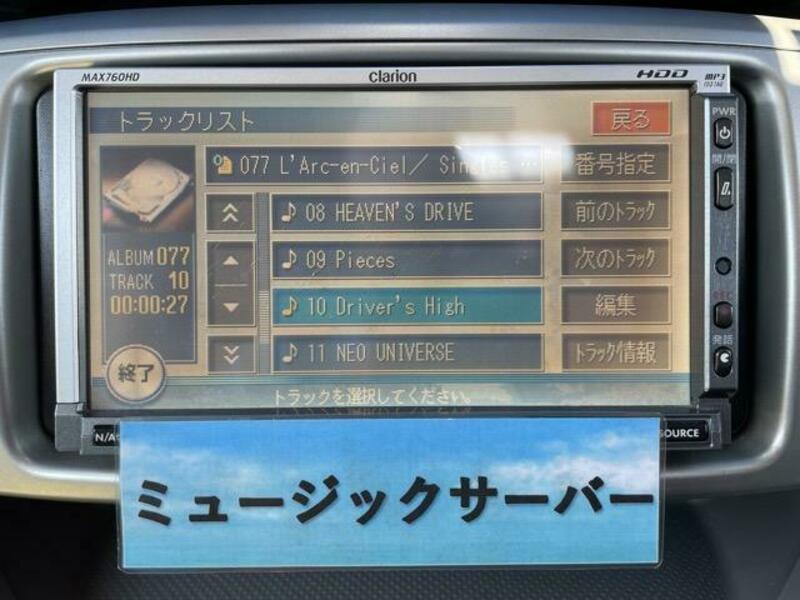 MAX760HD
clarion
HDD
MP3
トラックリスト
戻る
077 L'Arc-en-Ciel／ Singles …
番号指定
08 HEAVEN'S DRIVE
前のトラック
ALBUM 077
09 Pieces
次のトラック
TRACK 10
00:00:27
10 Driver's High
編集
11 NEO UNIVERSE
トラック情報
終了
トラックを選択してください。
PWR
開/閉
発話
SOURCE
ミュージックサーバー